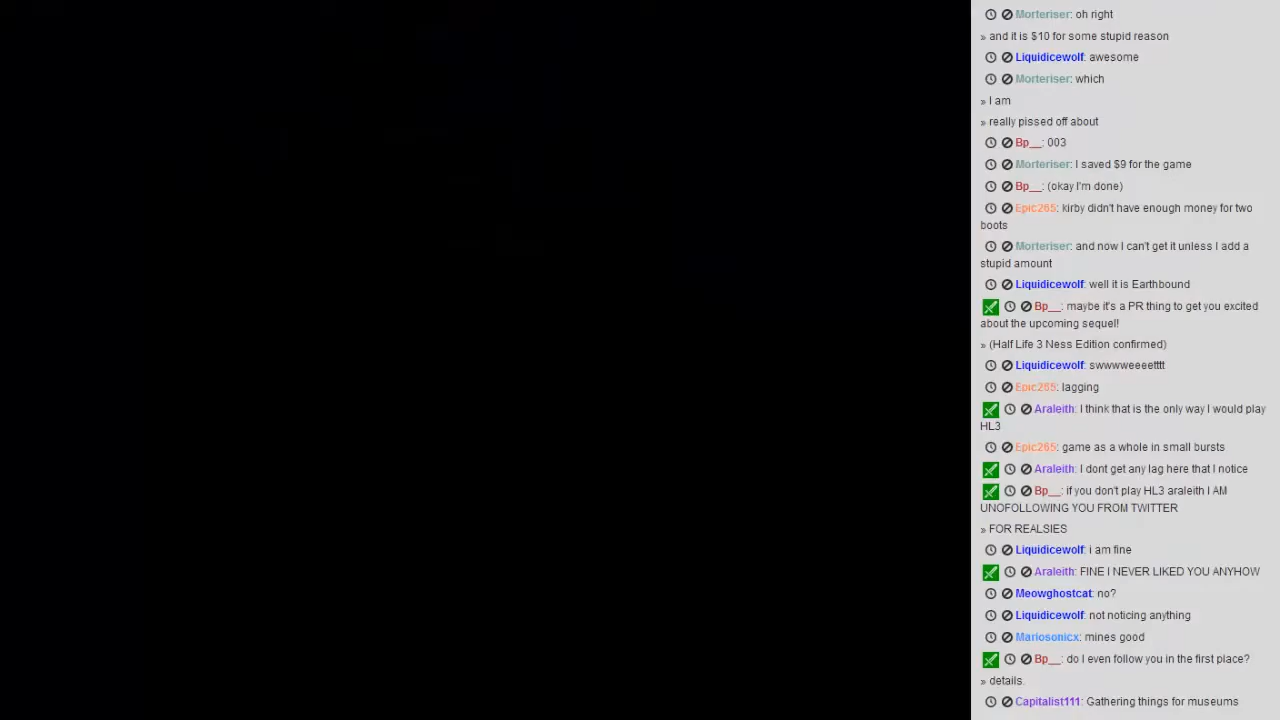 Morteriser: oh right
» and it is $10 for some stupid reason
Liquidicewolf: awesome
Morteriser: which
» I am
» really pissed off about
Bp__: 003
Morteriser: I saved $9 for the game
Bp__: (okay I'm done)
Epic265: kirby didn't have enough money for two
boots
Morteriser: and now I can't get it unless I add a
stupid amount
Liquidicewolf: well it is Earthbound
Bp__: maybe it's a PR thing to get you excited
about the upcoming sequel!
» (Half Life 3 Ness Edition confirmed)
Liquidicewolf: swwwweeeetttt
Epic265: lagging
Araleith: I think that is the only way I would play
HL3
Epic265: game as a whole in small bursts
Araleith: I dont get any lag here that I notice
Bp__: if you don't play HL3 araleith I AM
UNOFOLLOWING YOU FROM TWITTER
» FOR REALSIES
Liquidicewolf: i am fine
Araleith: FINE I NEVER LIKED YOU ANYHOW
Meowghostcat: no?
Liquidicewolf: not noticing anything
Mariosonicx: mines good
Bp__: do I even follow you in the first place?
» details.
Capitalist111: Gathering things for museums